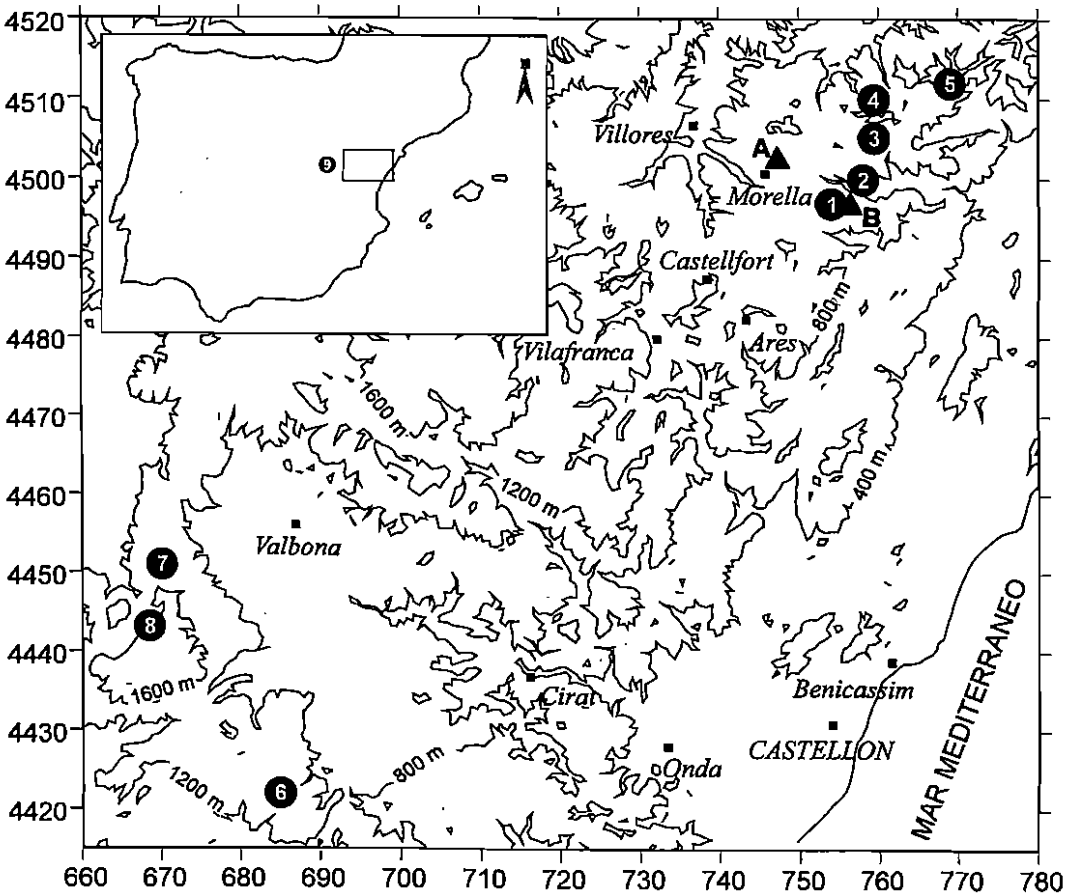 4520
4510
4500
4490
4480
4470
4460
4450
4440
4430
4420
660 670 680 690 700 710 720 730 740 750 760 770 780
9
5
4
3
2
1
A
B
Villores
Morella
Castellfort
800 m
Ares
Vilafranca
1600 m
1200 m
400 m
Valbona
7
8
1600 m
Cirat
Benicassim
CASTELLON
Onda
800 m
1200 m
6
MAR MEDITERRANEO